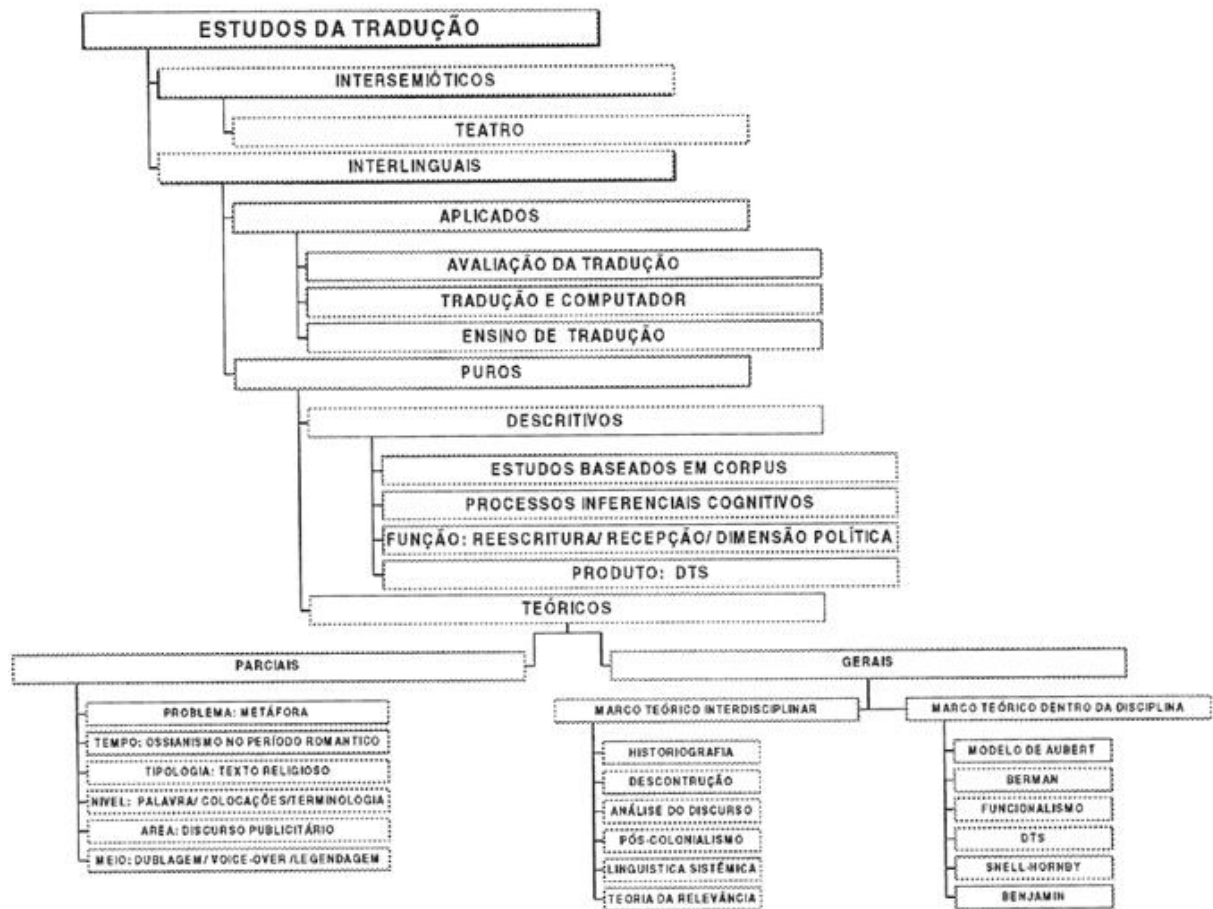 ESTUDOS DA TRADUÇÃO
INTERSEMIÓTICOS
TEATRO
INTERLINGUAIS
APLICADOS
AVALIAÇÃO DA TRADUÇÃO
TRADUÇÃO E COMPUTADOR
ENSINO DE TRADUÇÃO
PUROS
DESCRITIVOS
ESTUDOS BASEADOS EM CORPUS
PROCESSOS INFERENCIAIS COGNITIVOS
FUNÇÃO: REESCRITURA/ RECEPÇÃO/ DIMENSÃO POLÍTICA
PRODUTO: DTS
TEÓRICOS
PARCIAIS
PROBLEMA: METÁFORA
TEMPO: OSSIANISMO NO PERÍODO ROMANTICO
TIPOLOGIA: TEXTO RELIGIOSO
NIVEL: PALAVRA/ COLOCAÇÕES/TERMINOLOGIA
AREA: DISCURSO PUBLICITÁRIO
MEIO: DUBLAGEM/ VOICE-OVER /LEGENDAGEM
GERAIS
MARCO TEÓRICO INTERDISCIPLINAR
HISTORIOGRAFIA
DESCONTRUÇÃO
ANÁLISE DO DISCURSO
PÓS-COLONIALISMO
LINGUISTICA SISTÊMICA
TEORIA DA RELEVÂNCIA
MARCO TEÓRICO DENTRO DA DISCIPLINA
MODELO DE AUBERT
BERMAN
FUNCIONALISMO
DTS
SNELL-HORNBY
BENJAMIN